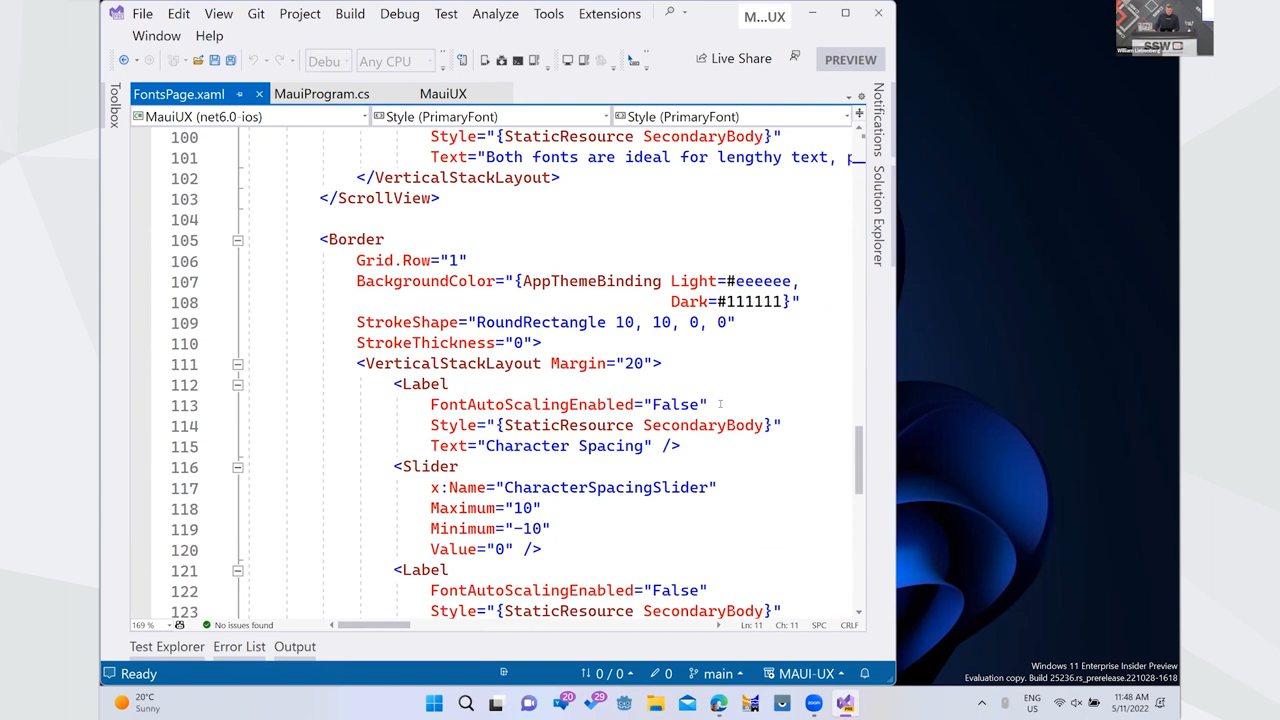 File Edit View Git Project Build Debug Test Analyze Tools Extensions
M...UX
Window Help
Debu Any CPU
Live Share
PREVIEW
FontsPage.xaml MauiProgram.cs MauiUX
MauiUX (net6.0-ios) Style (PrimaryFont) Style (PrimaryFont)
Toolbox
Notifications
Solution Explorer
100 Style="{StaticResource SecondaryBody}"
101 Text="Both fonts are ideal for lengthy text, p
102 </VerticalStackLayout>
103 </ScrollView>
104
105 <Border
106 Grid.Row="1"
107 BackgroundColor="{AppThemeBinding Light=#eeeeee,
108 Dark=#111111}"
109 StrokeShape="RoundRectangle 10, 10, 0, 0"
110 StrokeThickness="0">
111 <VerticalStackLayout Margin="20">
112 <Label
113 FontAutoScalingEnabled="False"
114 Style="{StaticResource SecondaryBody}"
115 Text="Character Spacing" />
116 <Slider
117 x:Name="CharacterSpacingSlider"
118 Maximum="10"
119 Minimum="-10"
120 Value="0" />
121 <Label
122 FontAutoScalingEnabled="False"
123 Style="{StaticResource SecondaryBody}"
169 % No issues found Ln: 11 Ch: 11 SPC CRLF
Test Explorer Error List Output
Ready 0 / 0 0 main MAUI-UX
William Liebenberg
SSW
Windows 11 Enterprise Insider Preview
Evaluation copy. Build 25236.rs_prerelease.221028-1618
20°C
Sunny
20
29
ENG
US
11:48 AM
5/11/2022